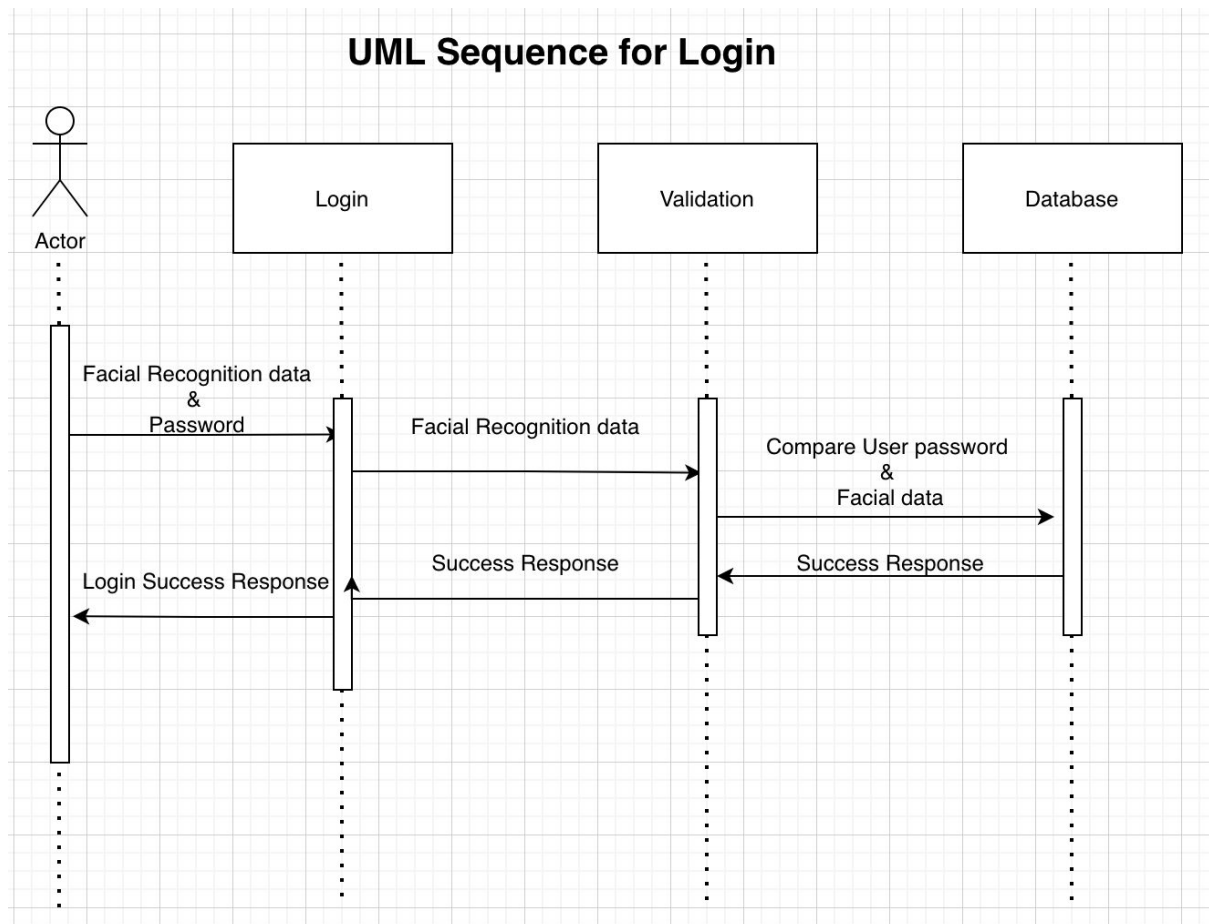 UML Sequence for Login
Actor
Login
Validation
Database
Facial Recognition data
&
Password
Facial Recognition data
Compare User password
&
Facial data
Success Response
Success Response
Login Success Response